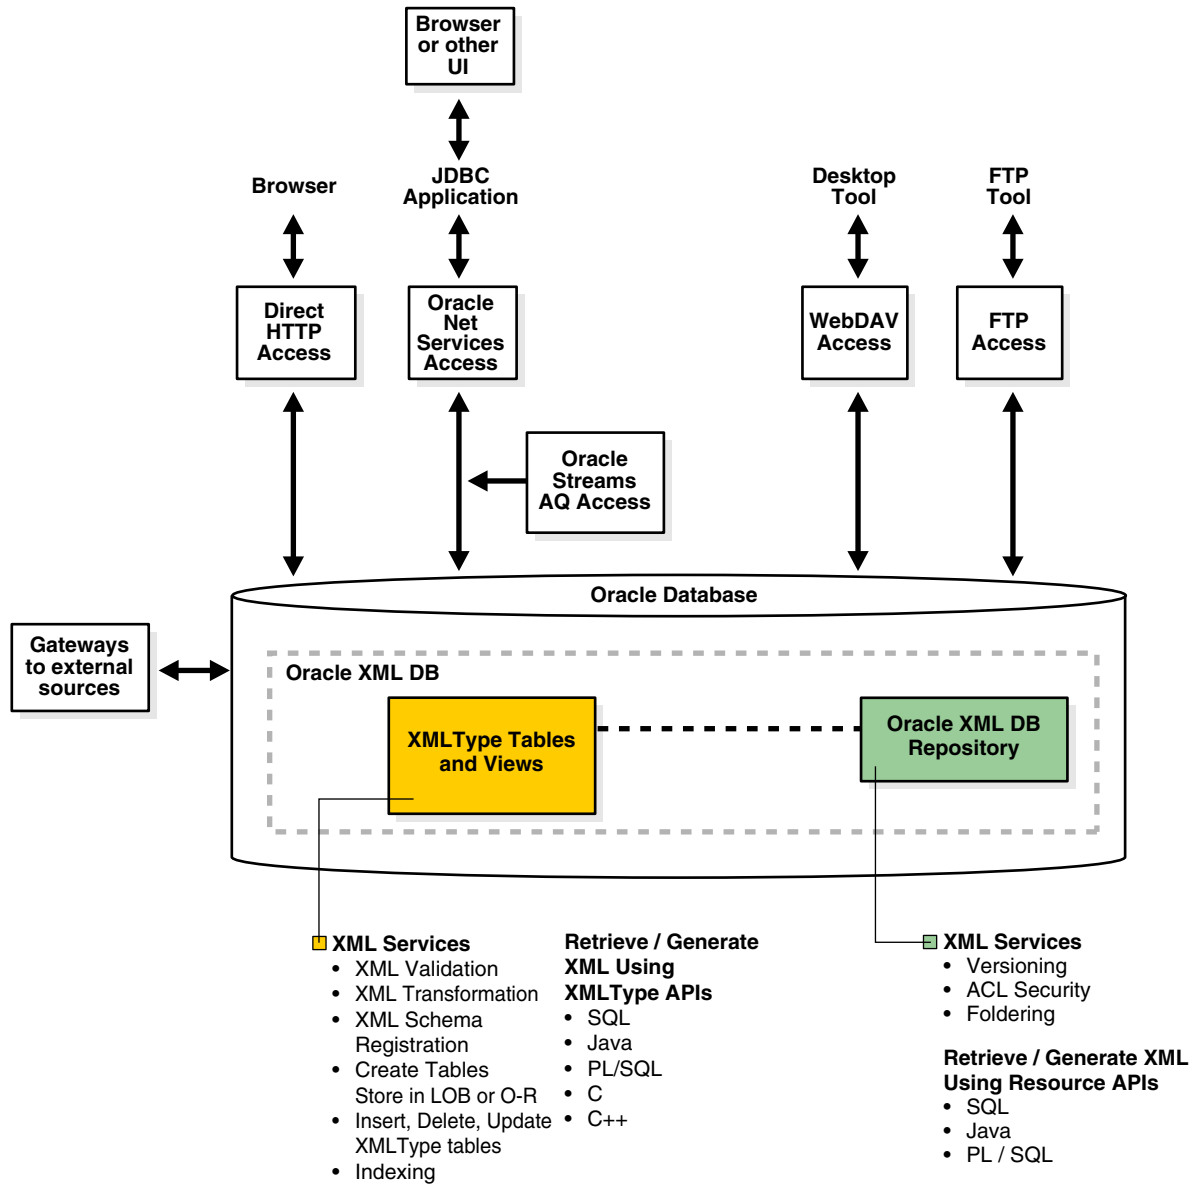 Browser
or other
UI
Browser
JDBC
Application
Desktop
Tool
FTP
Tool
Direct
HTTP
Access
Oracle
Net
Services
Access
WebDAV
Access
FTP
Access
Oracle
Streams
AQ Access
Oracle Database
Gateways
to external
sources
Oracle XML DB
XMLType Tables
and Views
Oracle XML DB
Repository
XML Services
• XML Validation
• XML Transformation
• XML Schema
Registration
• Create Tables
Store in LOB or O-R
• Insert, Delete, Update
XMLType tables
• Indexing
Retrieve / Generate
XML Using
XMLType APIs
• SQL
• Java
• PL/SQL
• C
• C++
XML Services
• Versioning
• ACL Security
• Foldering
Retrieve / Generate XML
Using Resource APIs
• SQL
• Java
• PL / SQL